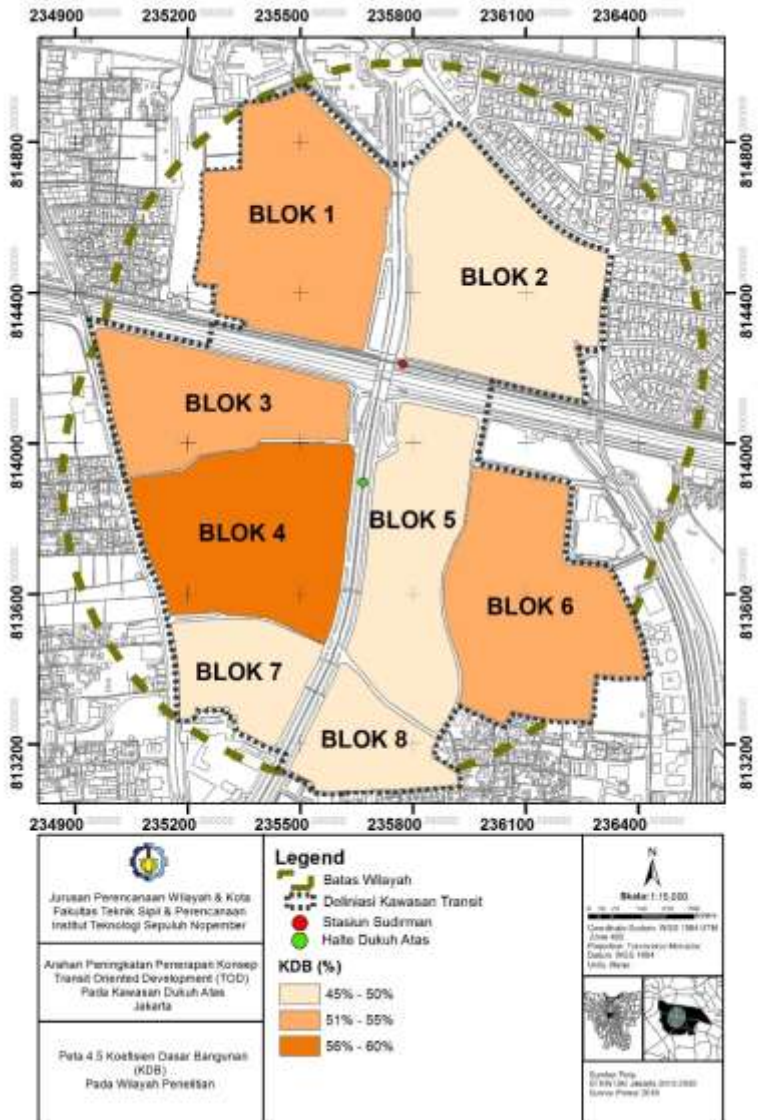 234900 235200 235500 235800 236100 236400
814800 814800
BLOK 1
BLOK 2
814400 814400
BLOK 3
814000 814000
BLOK 5
BLOK 4
BLOK 6
813600 813600
BLOK 7
BLOK 8
813200 813200
234900 235200 235500 235800 236100 236400
Jurusan Perencanaan Wilayah & Kota
Fakultas Teknik Sipil & Perencanaan
Institut Teknologi Sepuluh Nopember
Arahan Peningkatan Penerapan Konsep
Transit Oriented Development (TOD)
Pada Kawasan Dukuh Atas
Jakarta
Peta 4.5 Koefisien Dasar Bangunan
(KDB)
Pada Wilayah Penelitian
Legend
Batas Wilayah
Deliniasi Kawasan Transit
Stasiun Sudirman
Halte Dukuh Atas
KDB (%)
45% - 50%
51% - 55%
56% - 60%
N
Skala: 1:15.000
Datum: WGS 1984
Sumber Peta: